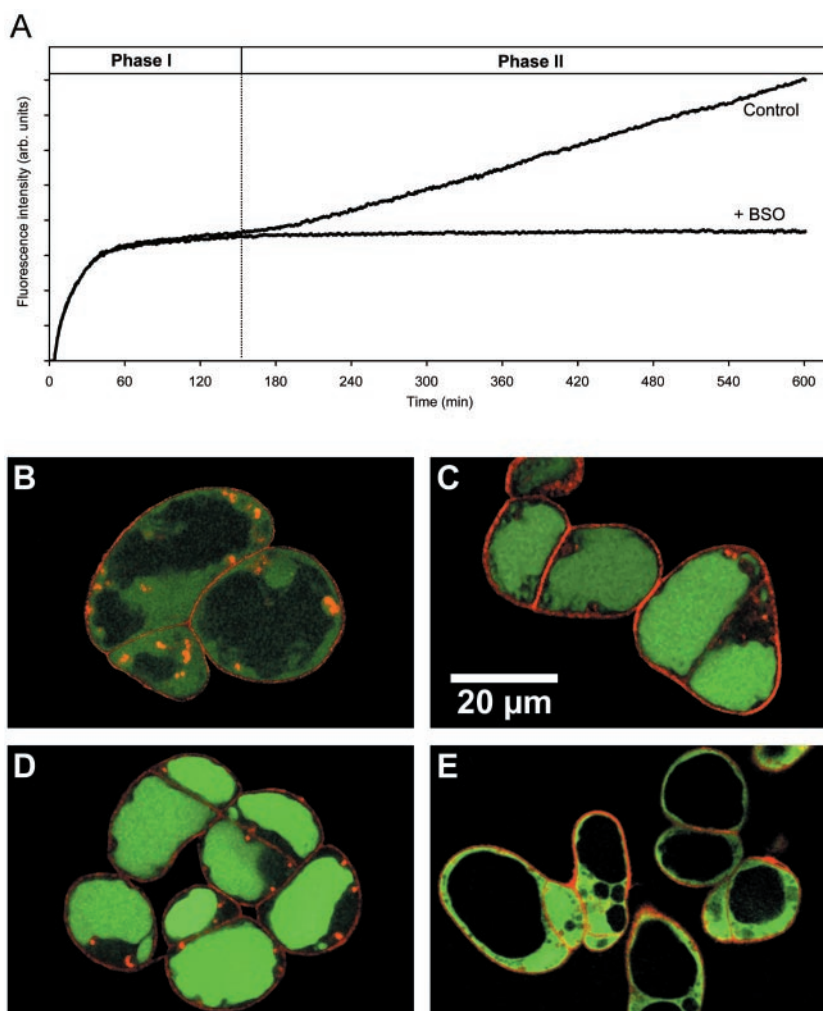 A
Phase I Phase II
Fluorescence intensity (arb. units)
Control
+ BSO
0 60 120 180 240 300 360 420 480 540 600
Time (min)
B C
20 µm
D E